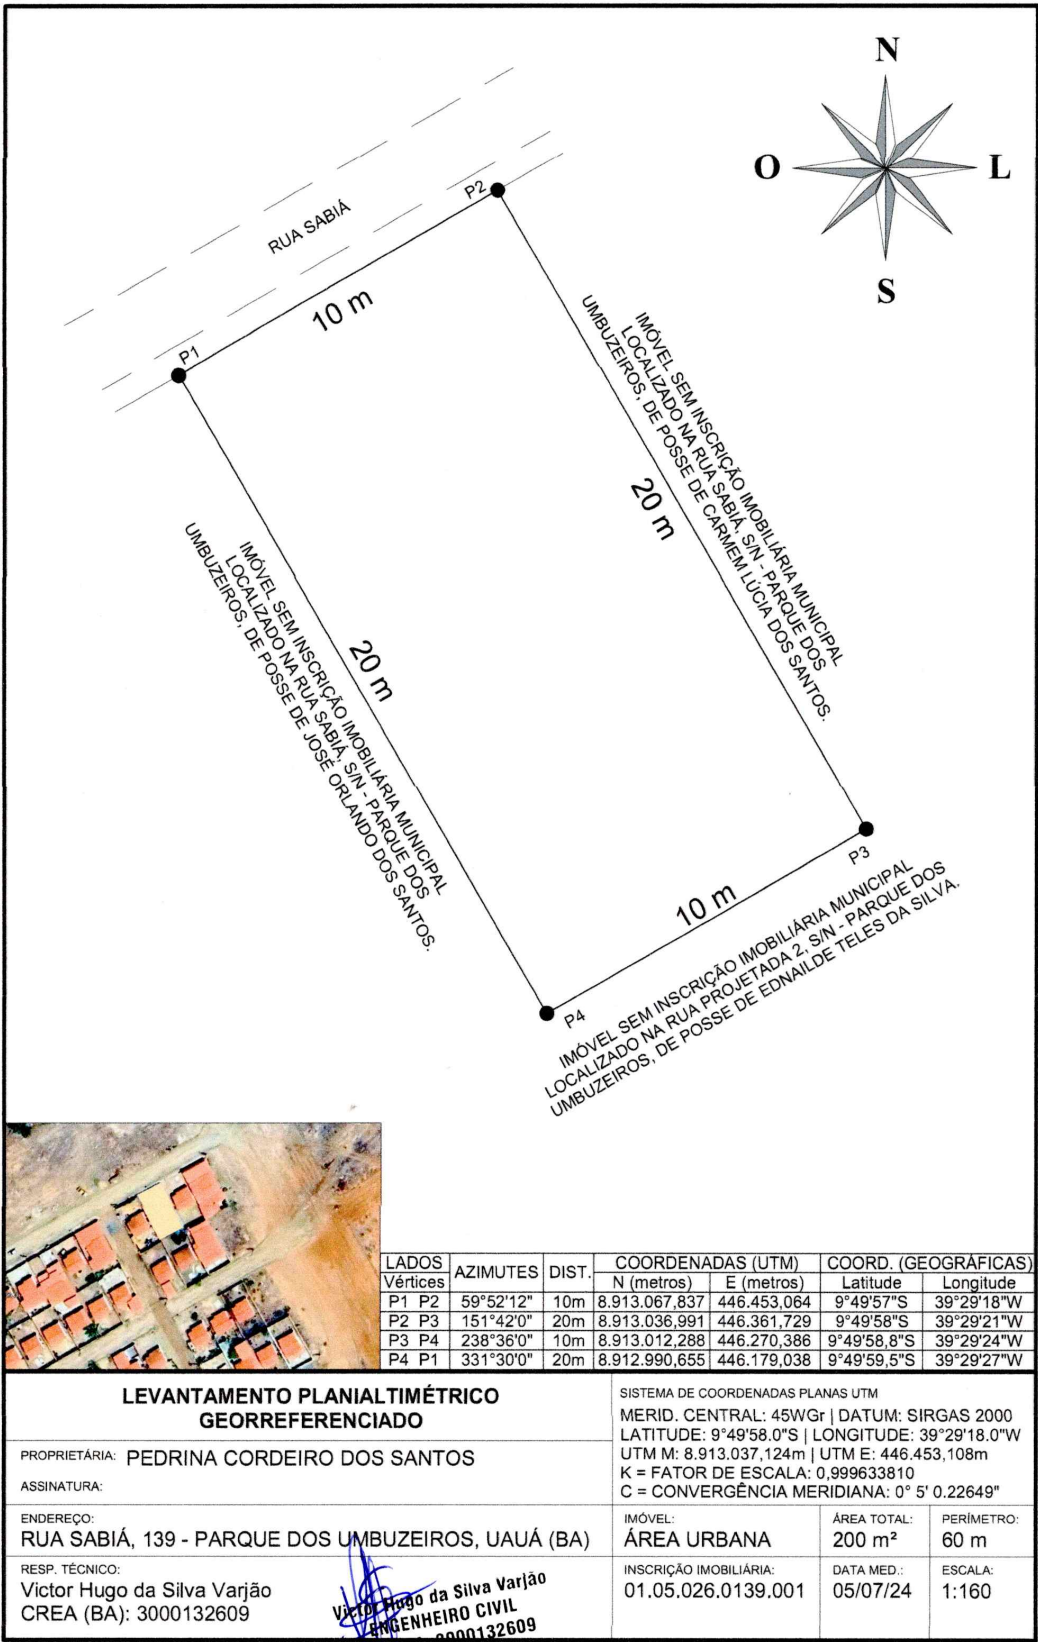 N
O
L
S
RUA SABIÁ
P2
10 m
P1
IMÓVEL SEM INSCRIÇÃO IMOBILIÁRIA MUNICIPAL
LOCALIZADO NA RUA SABIÁ, S/N - PARQUE DOS
UMBUZEIROS, DE POSSE DE CARMEM LÚCIA DOS SANTOS.
20 m
20 m
IMÓVEL SEM INSCRIÇÃO IMOBILIÁRIA MUNICIPAL
LOCALIZADO NA RUA SABIÁ, S/N - PARQUE DOS
UMBUZEIROS, DE POSSE DE JOSÉ ORLANDO DOS SANTOS.
P3
10 m
P4
IMÓVEL SEM INSCRIÇÃO IMOBILIÁRIA MUNICIPAL
LOCALIZADO NA RUA PROJETADA 2, S/N - PARQUE DOS
UMBUZEIROS, DE POSSE DE EDNAILDE TELES DA SILVA.
LADOS AZIMUTES DIST. COORDENADAS (UTM) COORD. (GEOGRÁFICAS)
Vértices N (metros) E (metros) Latitude Longitude
P1 P2 59°52'12" 10m 8.913.067,837 446.453,064 9°49'57"S 39°29'18"W
P2 P3 151°42'0" 20m 8.913.036,991 446.361,729 9°49'58"S 39°29'21"W
P3 P4 238°36'0" 10m 8.913.012,288 446.270,386 9°49'58,8"S 39°29'24"W
P4 P1 331°30'0" 20m 8.912.990,655 446.179,038 9°49'59,5"S 39°29'27"W
LEVANTAMENTO PLANIALTIMÉTRICO
GEORREFERENCIADO
PROPRIETÁRIA: PEDRINA CORDEIRO DOS SANTOS
ASSINATURA:
SISTEMA DE COORDENADAS PLANAS UTM
MERID. CENTRAL: 45WGr | DATUM: SIRGAS 2000
LATITUDE: 9°49'58.0"S | LONGITUDE: 39°29'18.0"W
UTM M: 8.913.037,124m | UTM E: 446.453,108m
K = FATOR DE ESCALA: 0,999633810
C = CONVERGÊNCIA MERIDIANA: 0° 5' 0.22649"
ENDEREÇO:
RUA SABIÁ, 139 - PARQUE DOS UMBUZEIROS, UAUÁ (BA)
IMÓVEL:
ÁREA URBANA
ÁREA TOTAL:
200 m²
PERÍMETRO:
60 m
RESP. TÉCNICO:
Victor Hugo da Silva Varjão
CREA (BA): 3000132609
Victor Hugo da Silva Varjão
ENGENHEIRO CIVIL
3000132609
INSCRIÇÃO IMOBILIÁRIA:
01.05.026.0139.001
DATA MED.:
05/07/24
ESCALA:
1:160